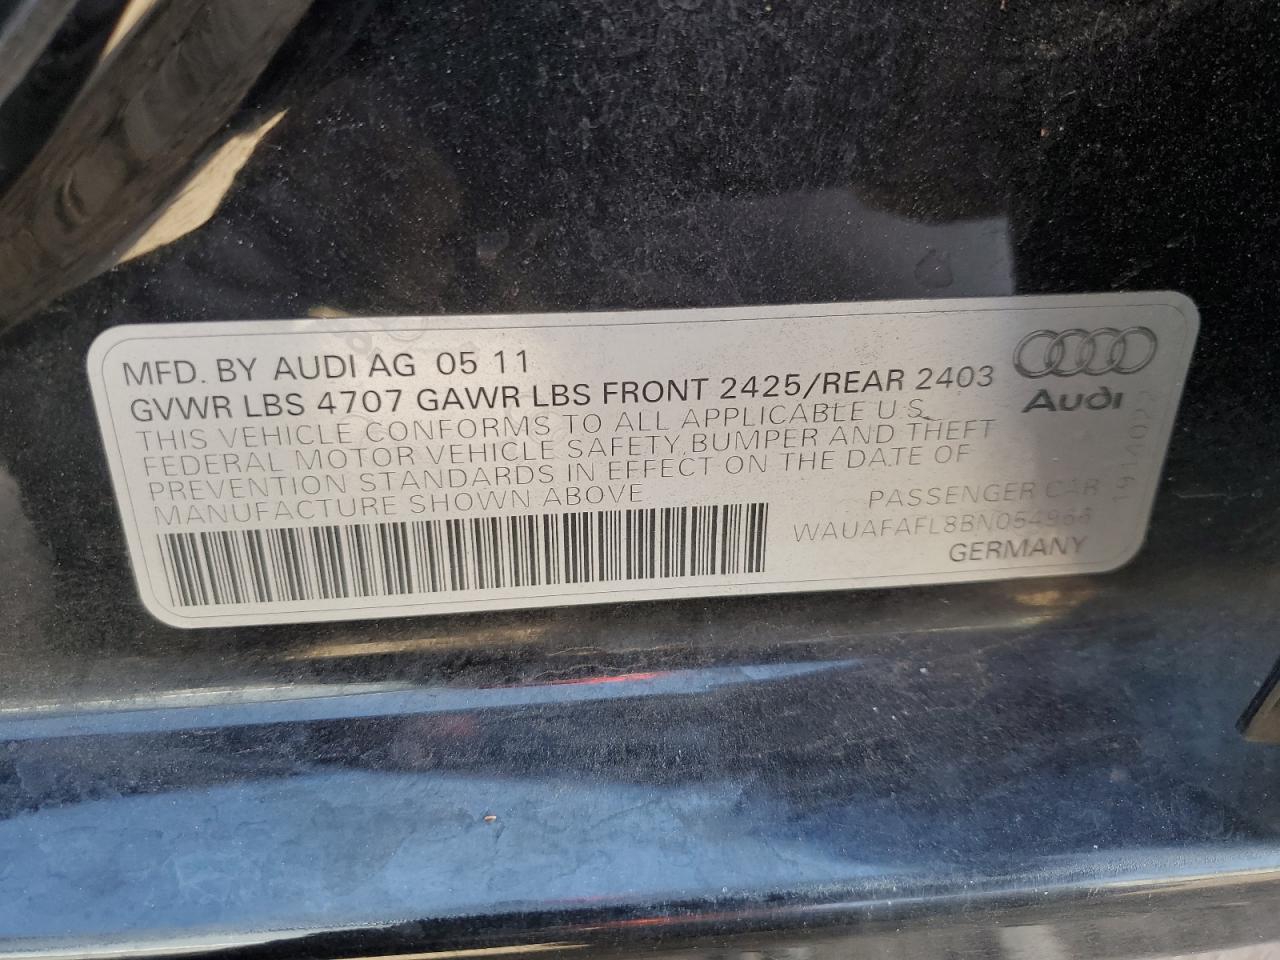 MFD. BY AUDI AG 05 11
GVWR LBS 4707 GAWR LBS FRONT 2425/REAR 2403
Audi
THIS VEHICLE CONFORMS TO ALL APPLICABLE U.S.
FEDERAL MOTOR VEHICLE SAFETY,BUMPER AND THEFT
PREVENTION STANDARDS IN EFFECT ON THE DATE OF
MANUFACTURE SHOWN ABOVE
PASSENGER CAR
WAUAFAFL8BN054966
GERMANY